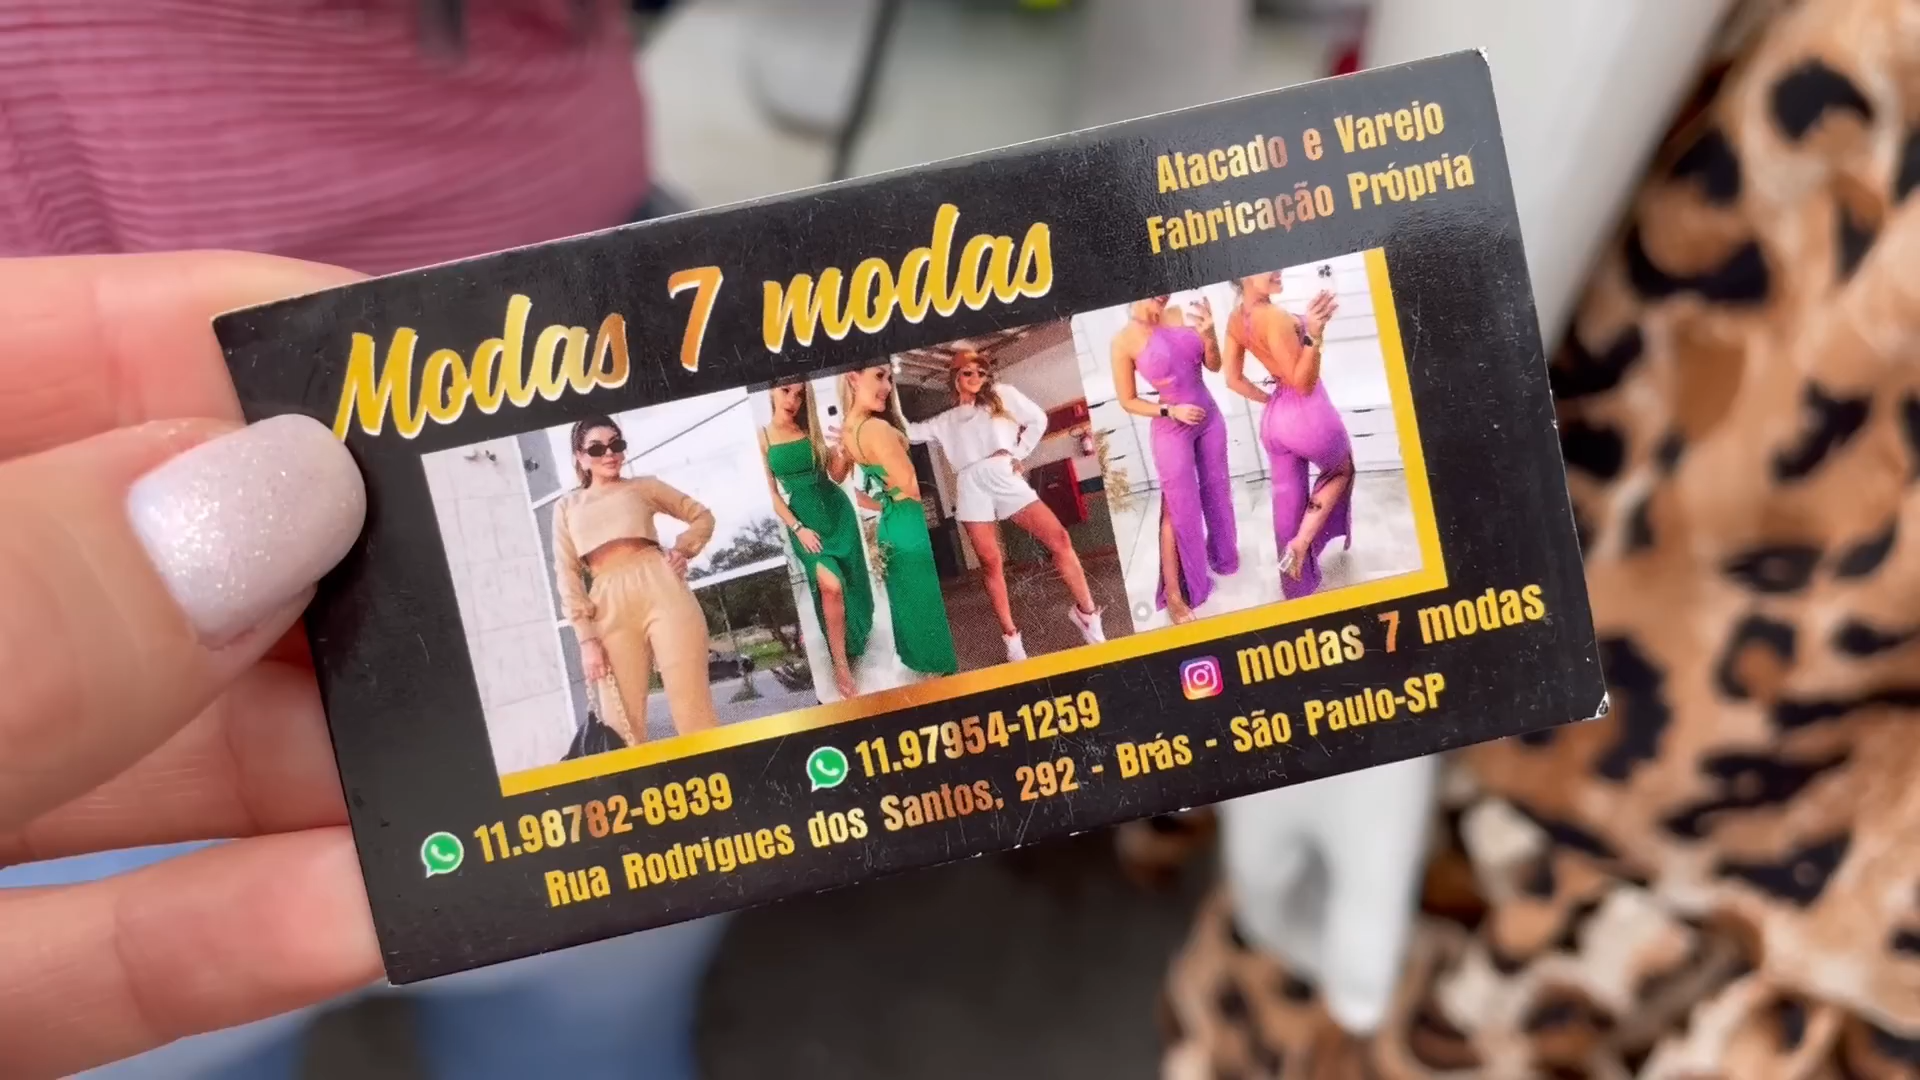 Atacado e Varejo
Fabricação Própria
Modas 7 modas
modas 7 modas
11.98782-8939
11.97954-1259
Rua Rodrigues dos Santos, 292 - Brás - São Paulo-SP